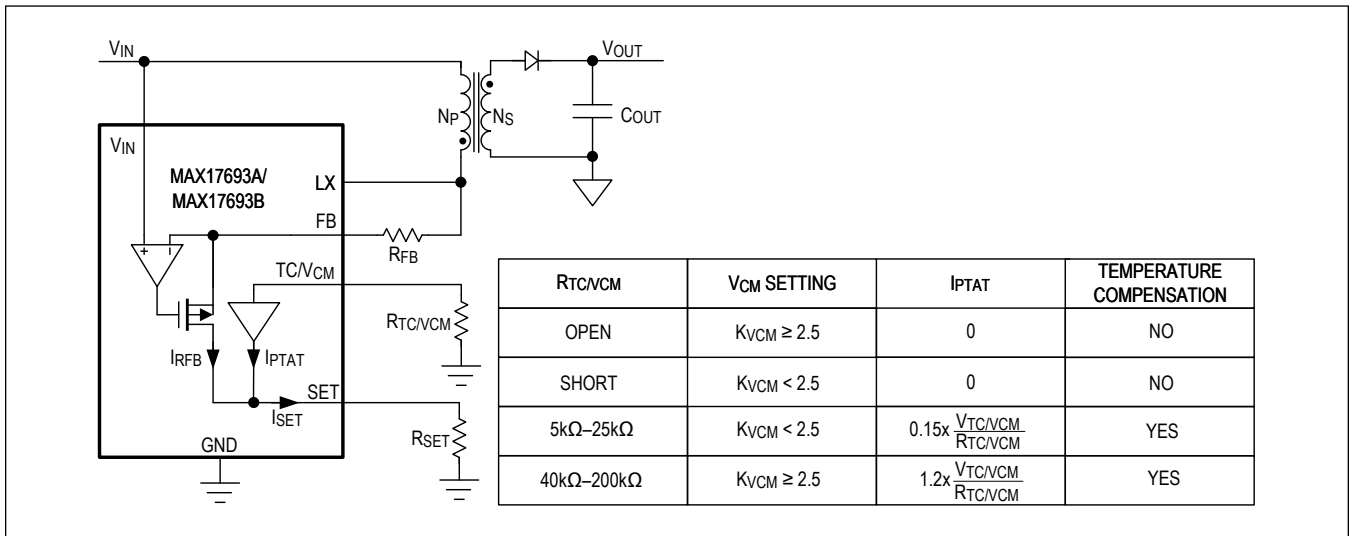 VIN
VOUT
NP
NS
COUT
VIN
MAX17693A/
MAX17693B
LX
FB
RFB
+
-
TC/VCM
RTC/VCM
IRFB
IPTAT
SET
ISET
RSET
GND
RTC/VCM VCM SETTING IPTAT TEMPERATURE COMPENSATION
OPEN KVCM ≥ 2.5 0 NO
SHORT KVCM < 2.5 0 NO
5kΩ–25kΩ KVCM < 2.5 0.15x VTC/VCM / RTC/VCM YES
40kΩ–200kΩ KVCM ≥ 2.5 1.2x VTC/VCM / RTC/VCM YES